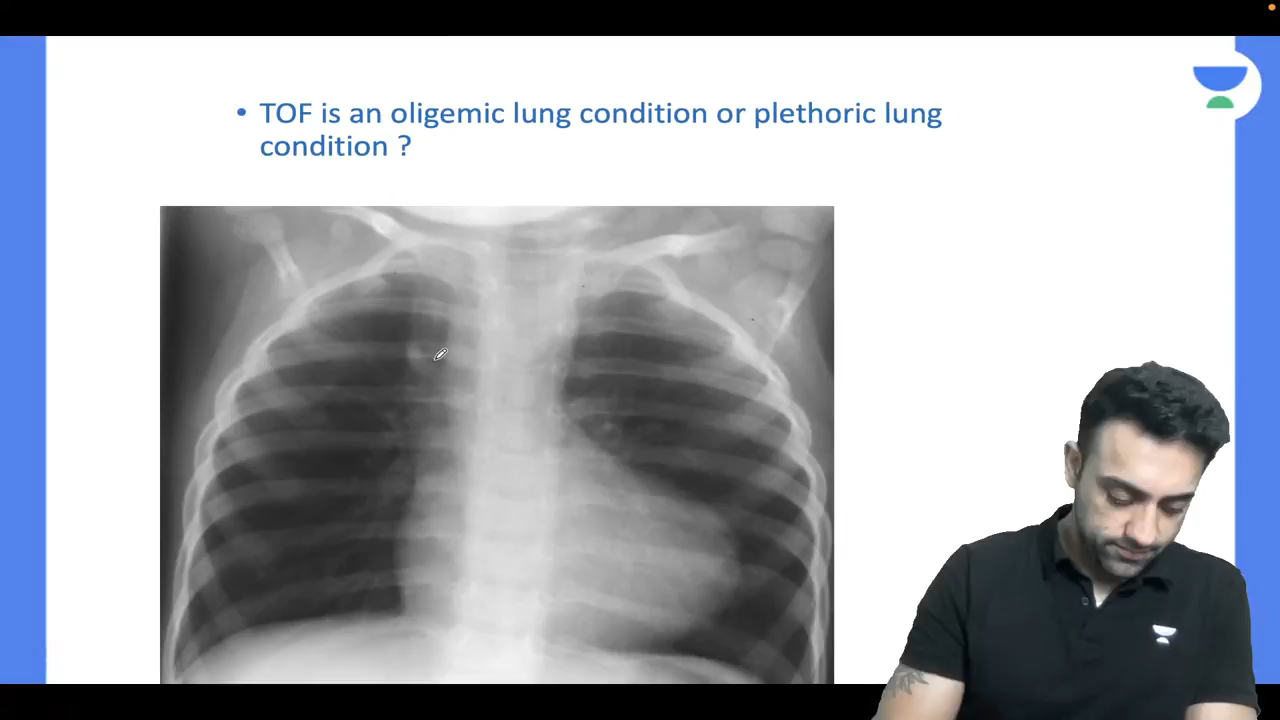 • TOF is an oligemic lung condition or plethoric lung
condition ?